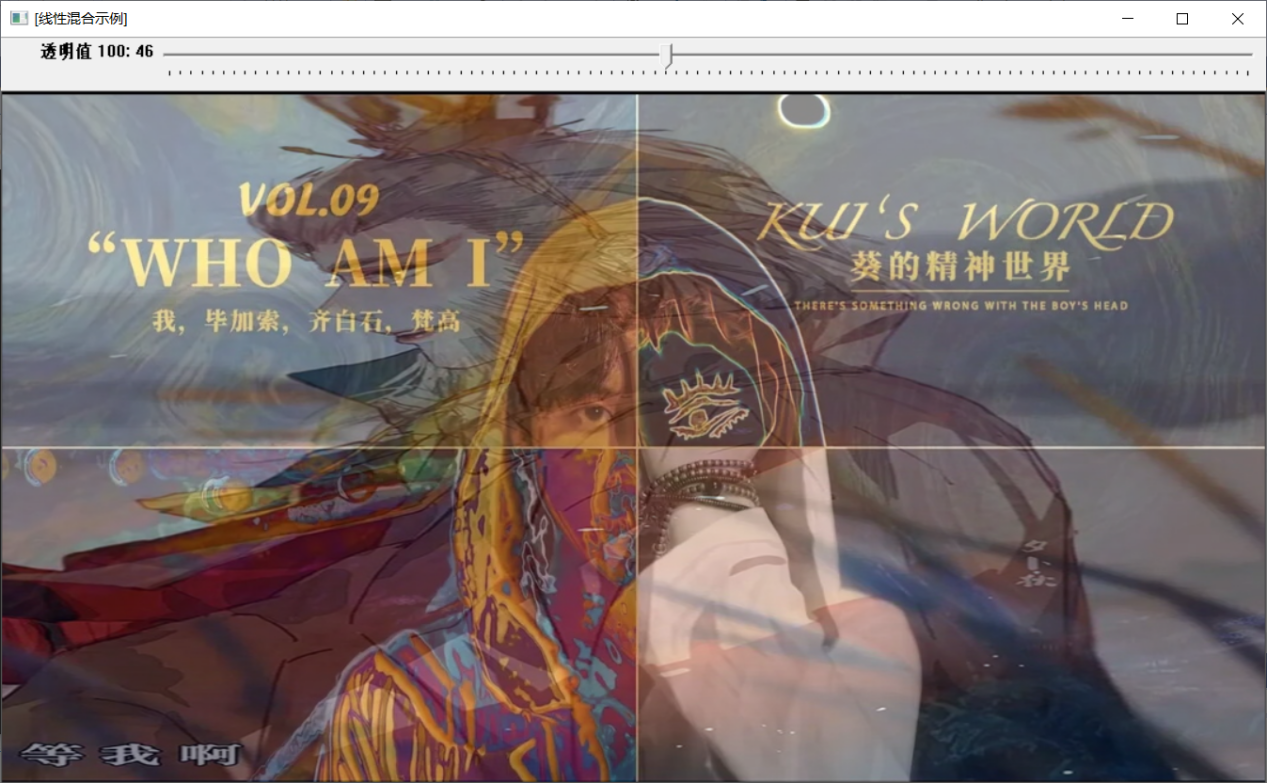 [线性混合示例]
透明值 100: 46
VOL.09
“WHO AM I”
我，毕加索，齐白石，梵高
KUI‘S WORLD
葵的精神世界
THERE'S SOMETHING WRONG WITH THE BOY'S HEAD
等我啊